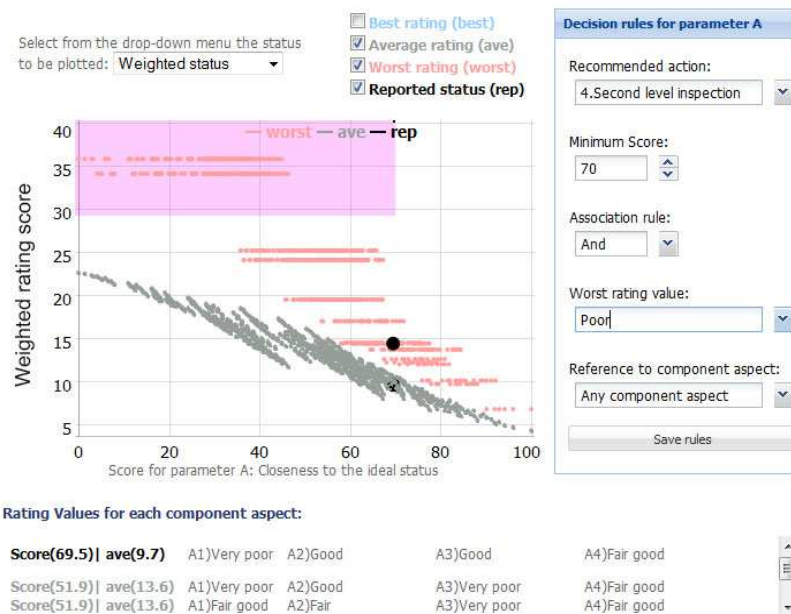 Select from the drop-down menu the status
to be plotted: Weighted status
Best rating (best)
Average rating (ave)
Worst rating (worst)
Reported status (rep)
worst ave rep
Weighted rating score
40
35
30
25
20
15
10
5
0 20 40 60 80 100
Score for parameter A: Closeness to the ideal status
Decision rules for parameter A
Recommended action:
4.Second level inspection
Minimum Score:
70
Association rule:
And
Worst rating value:
Poor
Reference to component aspect:
Any component aspect
Save rules
Rating Values for each component aspect:
Score(69.5)| ave(9.7) A1)Very poor A2)Good A3)Good A4)Fair good
Score(51.9)| ave(13.6) A1)Very poor A2)Good A3)Very poor A4)Fair good
Score(51.9)| ave(13.6) A1)Fair good A2)Fair A3)Very poor A4)Fair good